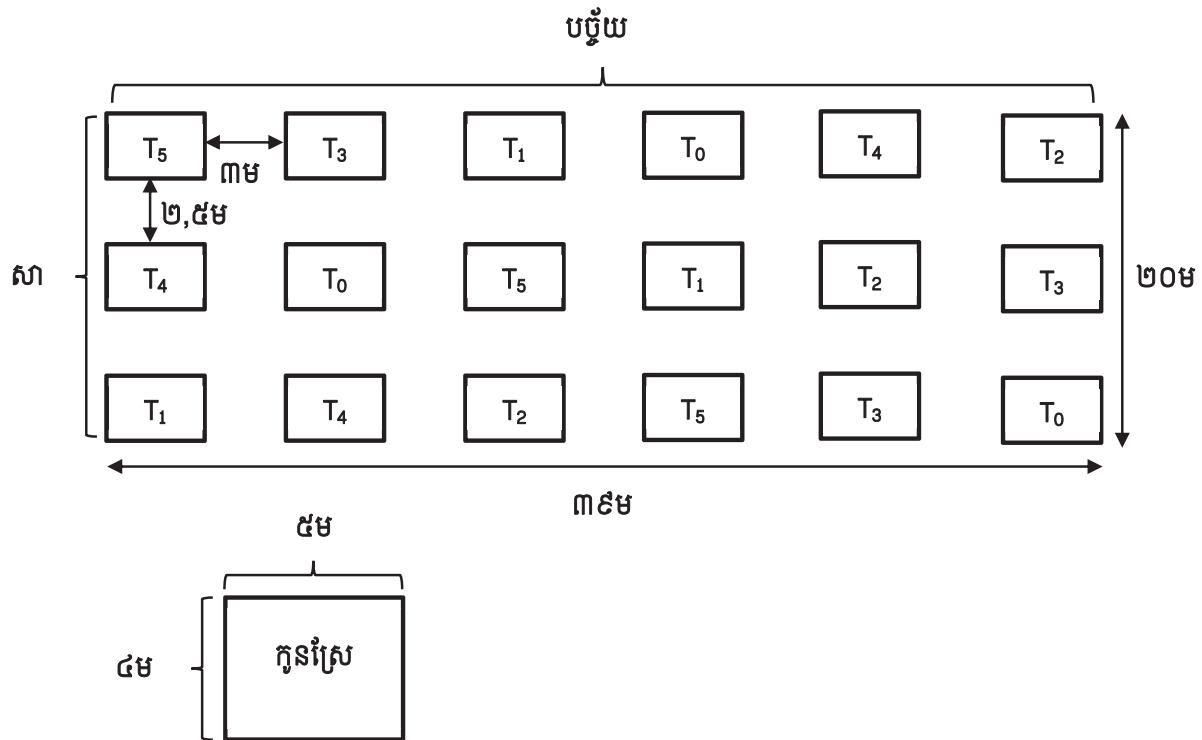 បច្ច័យ
T₅ T₃ T₁ T₀ T₄ T₂
៣ម
២,៥ម
សា T₄ T₀ T₅ T₁ T₂ T₃ ២០ម
T₁ T₄ T₂ T₅ T₃ T₀
៣៩ម
៥ម
៤ម កូនស្រែ